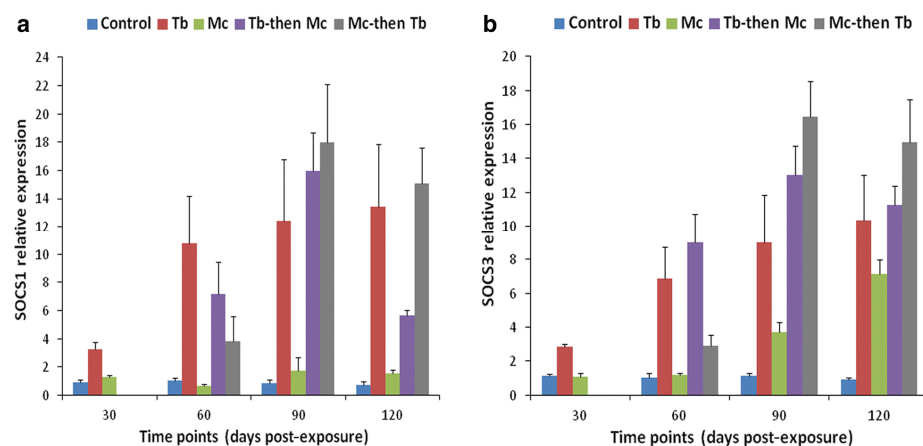 a
Control Tb Mc Tb-then Mc Mc-then Tb
SOCS1 relative expression
24
22
20
18
16
14
12
10
8
6
4
2
0
30 60 90 120
Time points (days post-exposure)
b
Control Tb Mc Tb-then Mc Mc-then Tb
SOCS3 relative expression
20
18
16
14
12
10
8
6
4
2
0
30 60 90 120
Time points (days post-exposure)